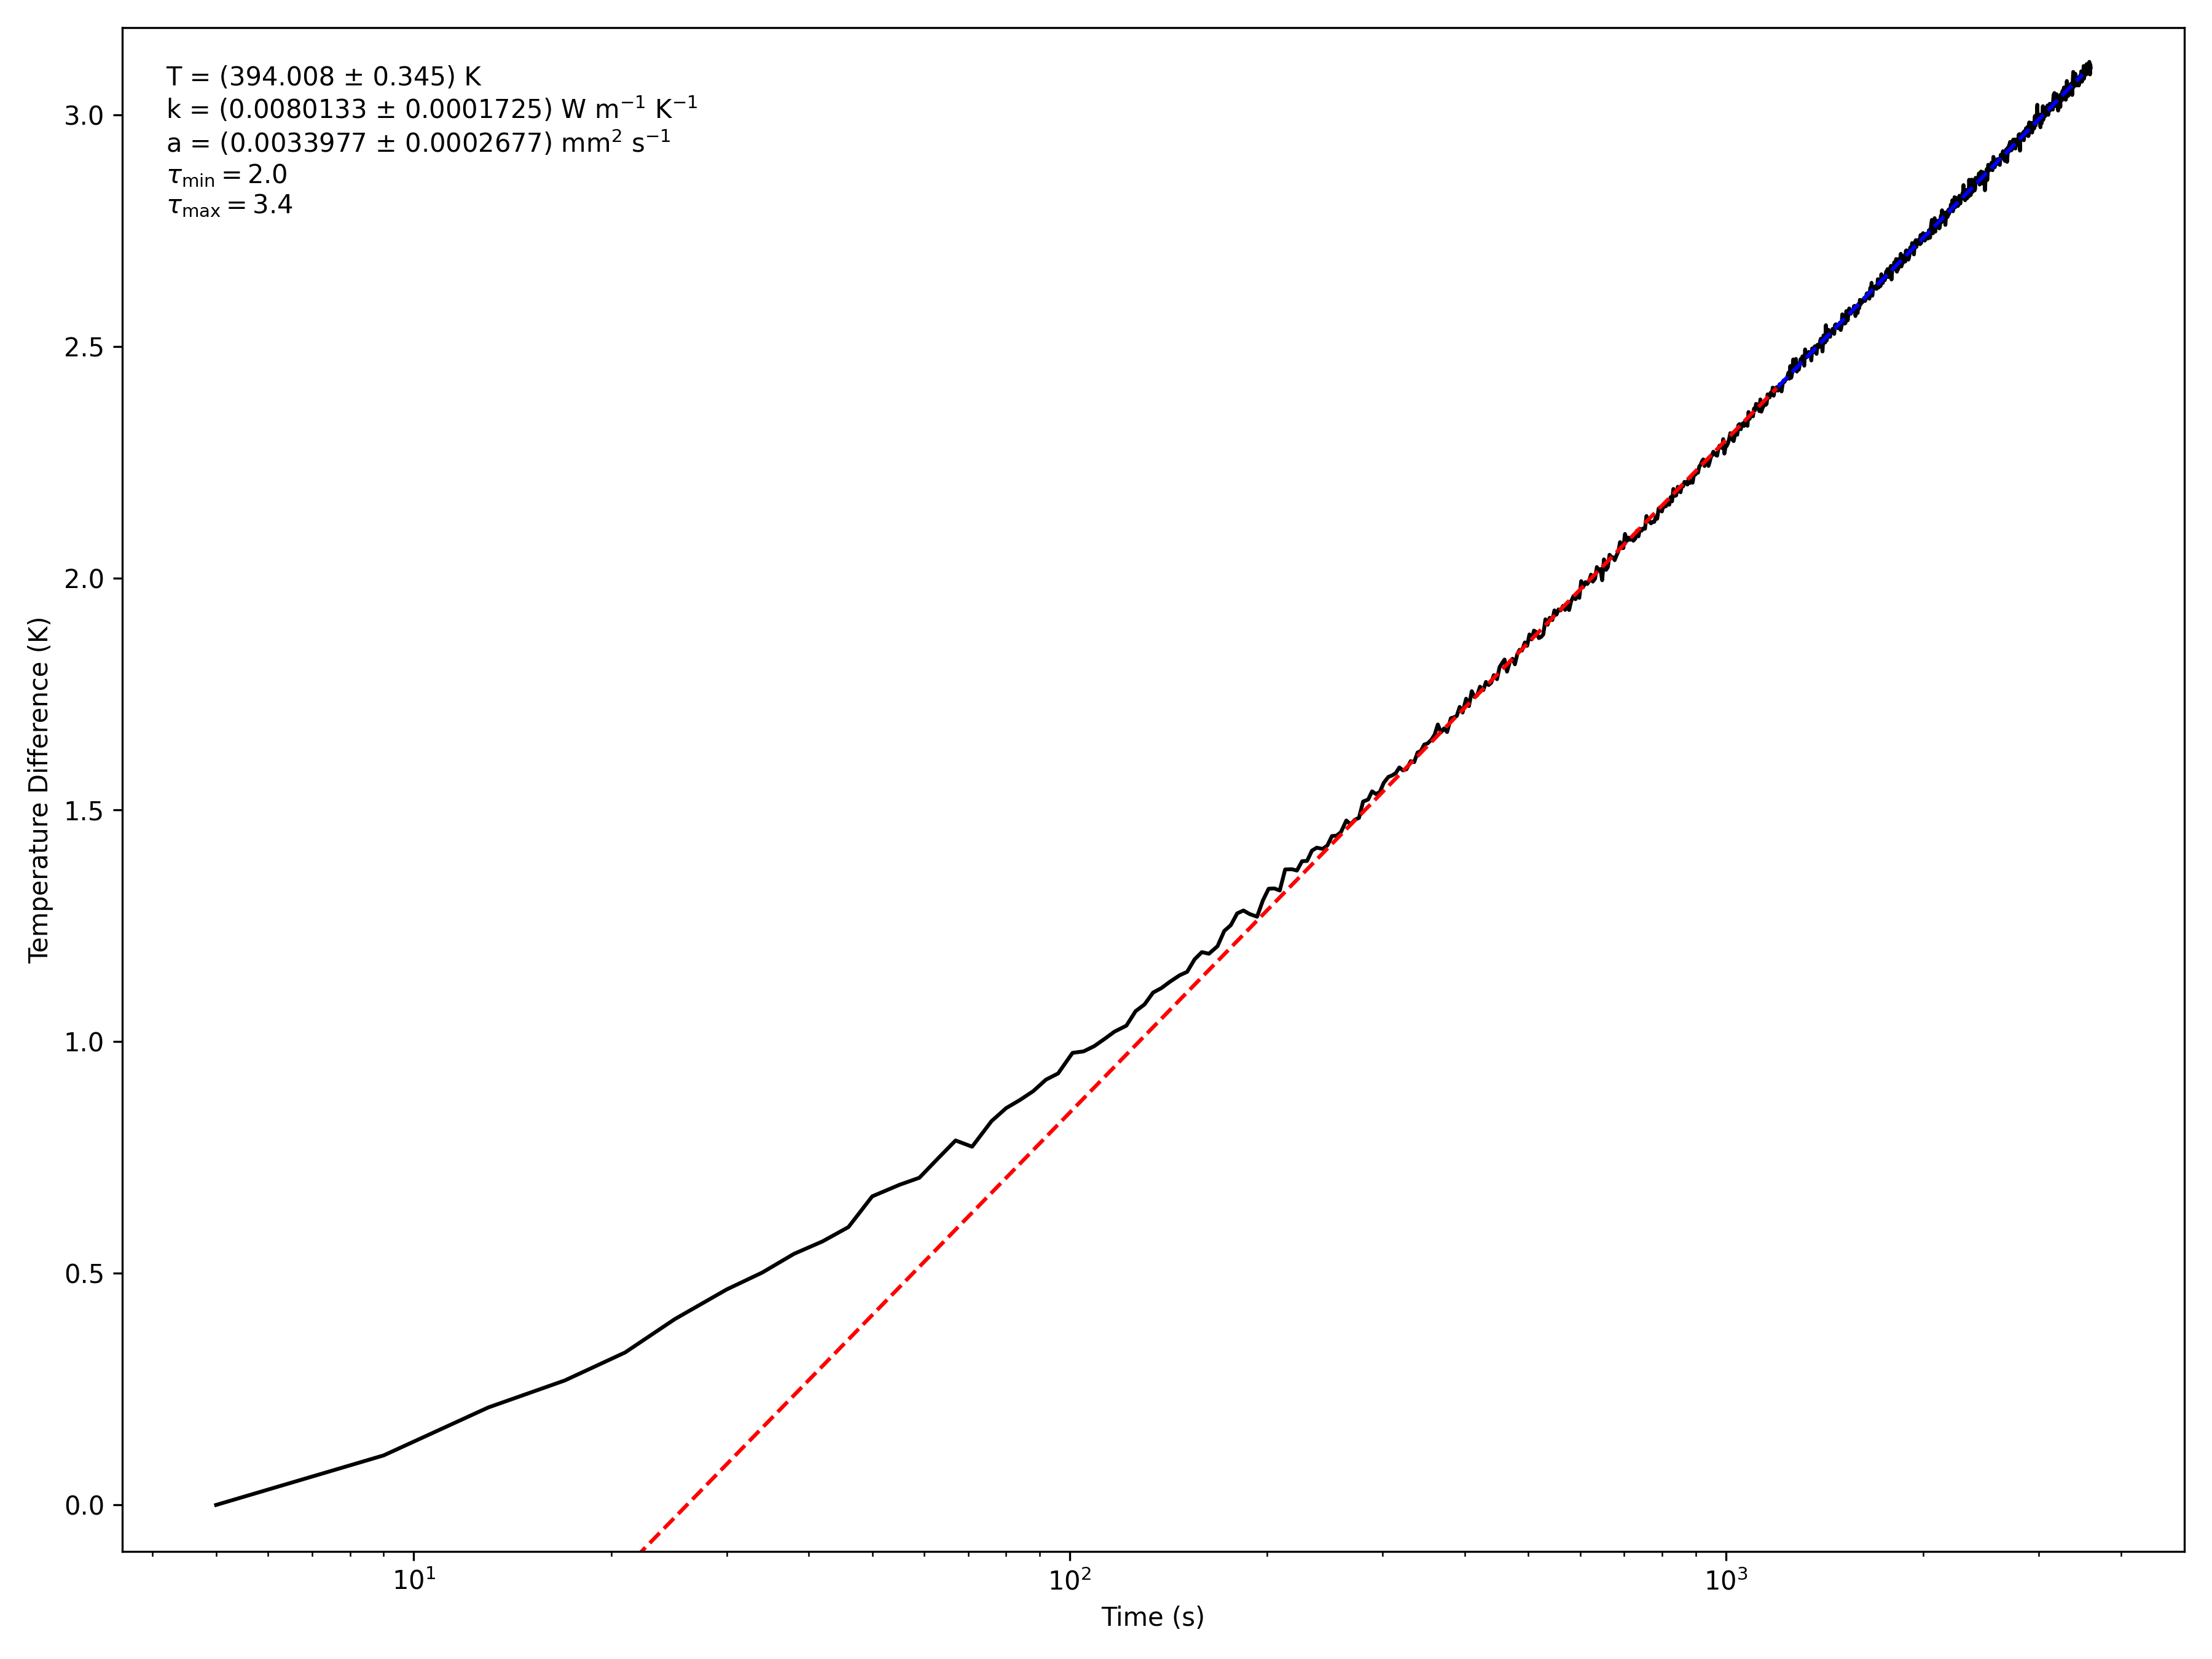 T = (394.008 ± 0.345) K
k = (0.0080133 ± 0.0001725) W m⁻¹ K⁻¹
a = (0.0033977 ± 0.0002677) mm² s⁻¹
τmin = 2.0
τmax = 3.4
3.0
2.5
2.0
1.5
1.0
0.5
0.0
Temperature Difference (K)
10¹ 10² 10³
Time (s)